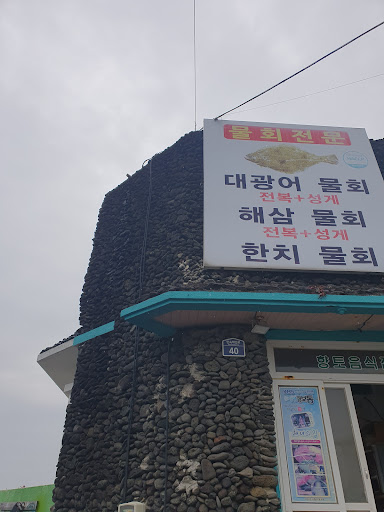 물회전문
대광어 물회
전복+성게
해삼 물회
전복+성게
한치 물회
40
향토음식점